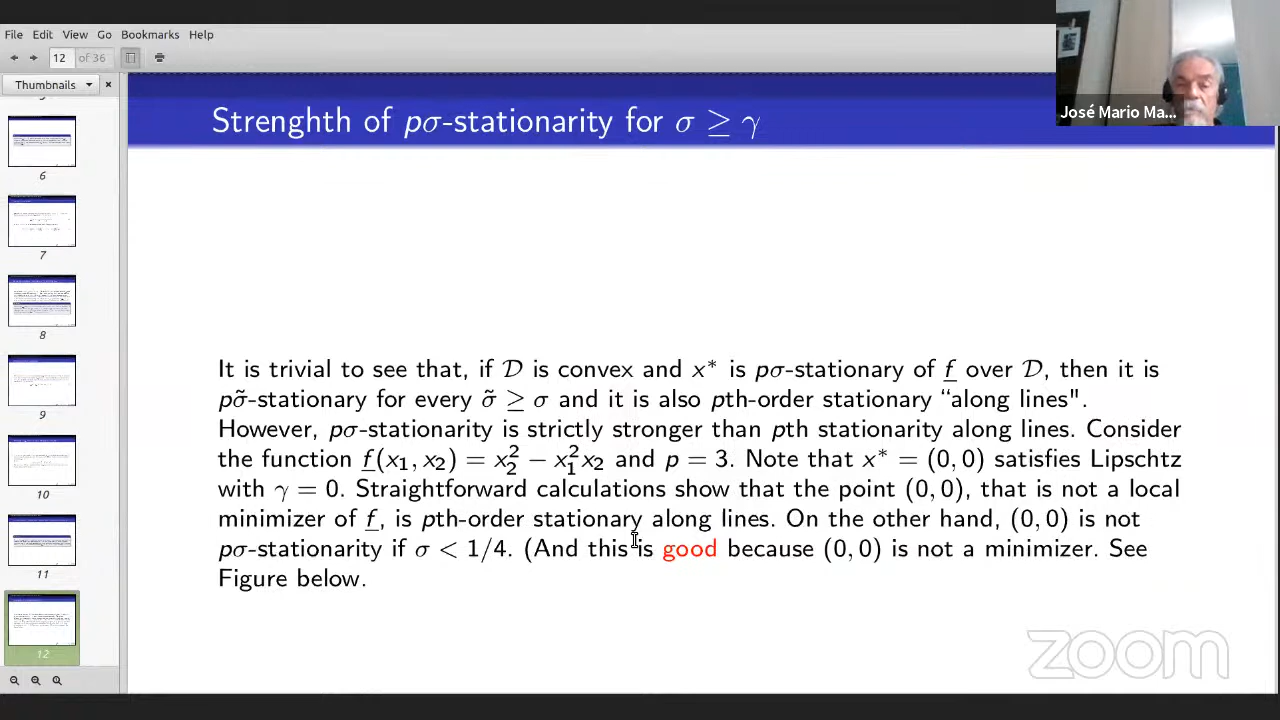 File Edit View Go Bookmarks Help
12 of 36
Thumbnails
6
7
8
9
10
11
12
José Mario Ma...
Strenghth of pσ-stationarity for σ ≥ γ
It is trivial to see that, if 𝒟 is convex and x* is pσ-stationary of f over 𝒟, then it is
pσ̃-stationary for every σ̃ ≥ σ and it is also pth-order stationary “along lines".
However, pσ-stationarity is strictly stronger than pth stationarity along lines. Consider
the function f(x₁, x₂) = x₂² − x₁²x₂ and p = 3. Note that x* = (0, 0) satisfies Lipschtz
with γ = 0. Straightforward calculations show that the point (0, 0), that is not a local
minimizer of f, is pth-order stationary along lines. On the other hand, (0, 0) is not
pσ-stationarity if σ < 1/4. (And this is good because (0, 0) is not a minimizer. See
Figure below.
zoom